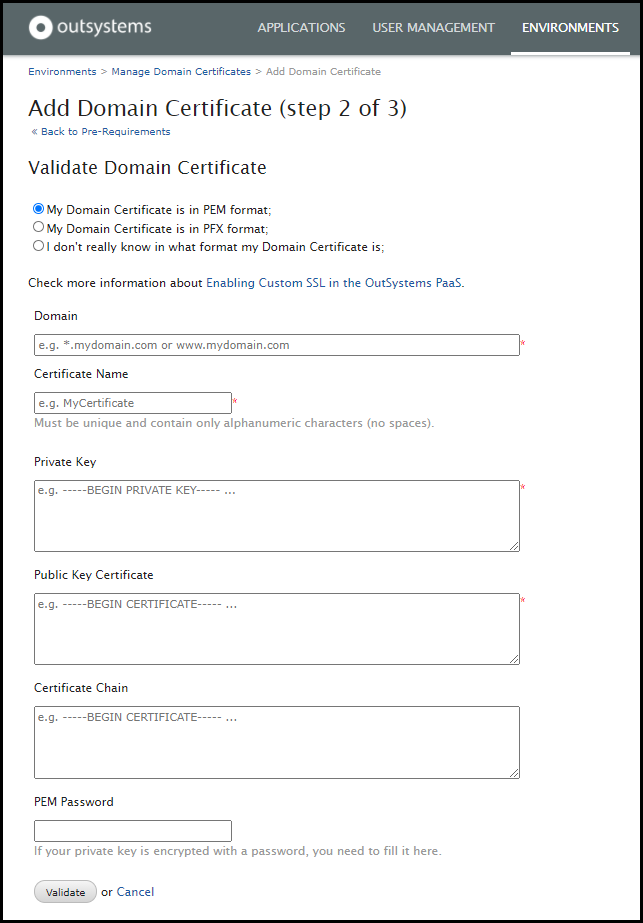 outsystems APPLICATIONS USER MANAGEMENT ENVIRONMENTS
Environments > Manage Domain Certificates > Add Domain Certificate
Add Domain Certificate (step 2 of 3)
« Back to Pre-Requirements
Validate Domain Certificate
My Domain Certificate is in PEM format;
My Domain Certificate is in PFX format;
I don't really know in what format my Domain Certificate is;
Check more information about Enabling Custom SSL in the OutSystems PaaS.
Domain
e.g. *.mydomain.com or www.mydomain.com *
Certificate Name
e.g. MyCertificate *
Must be unique and contain only alphanumeric characters (no spaces).
Private Key
e.g. -----BEGIN PRIVATE KEY----- ... *
Public Key Certificate
e.g. -----BEGIN CERTIFICATE----- ... *
Certificate Chain
e.g. -----BEGIN CERTIFICATE----- ...
PEM Password
If your private key is encrypted with a password, you need to fill it here.
Validate or Cancel